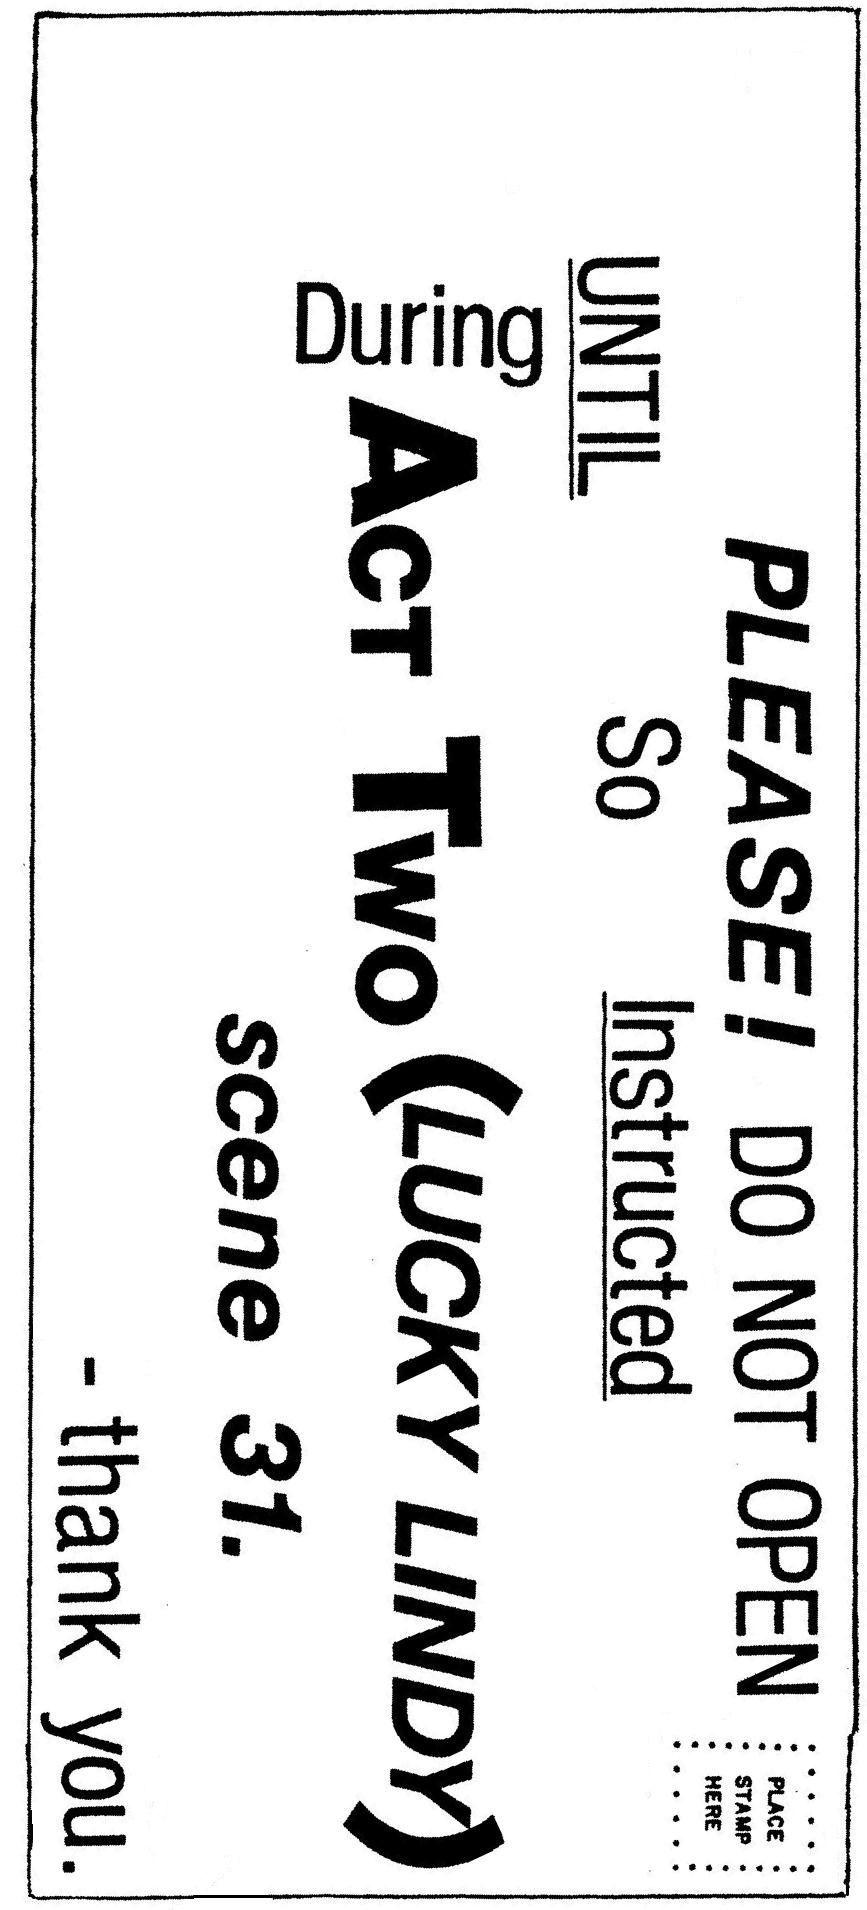 PLEASE! DO NOT OPEN
PLACE
STAMP
HERE
UNTIL So Instructed
During
ACT TWO (LUCKY LINDY)
scene 31.
- thank you.